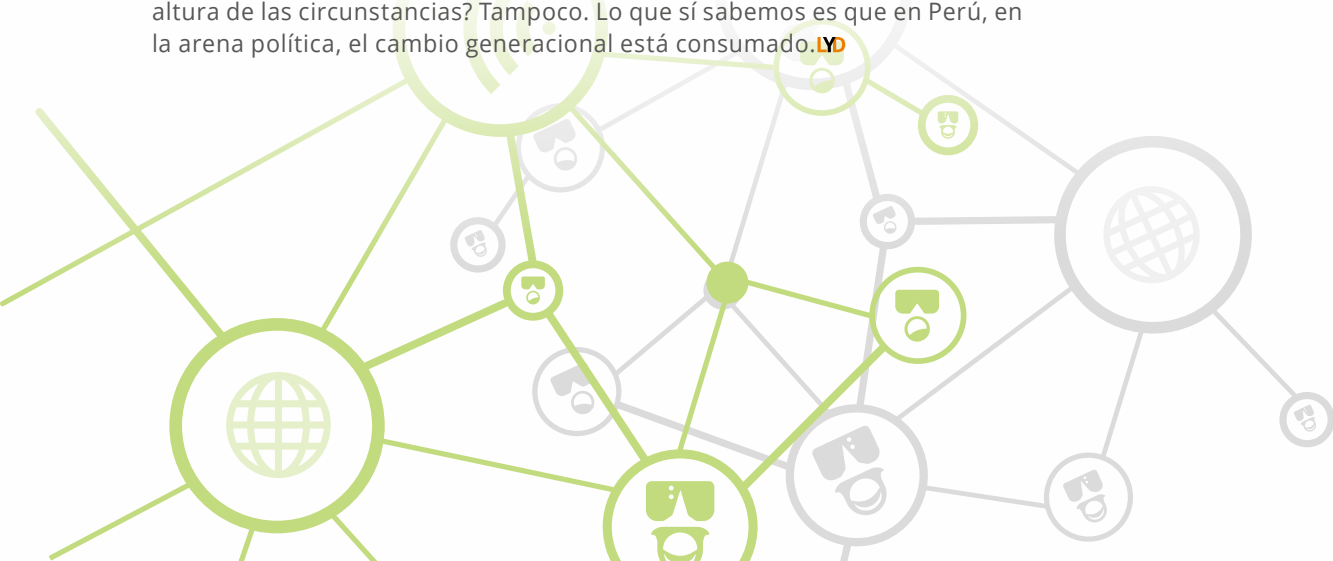 altura de las circunstancias? Tampoco. Lo que sí sabemos es que en Perú, en
la arena política, el cambio generacional está consumado.LYD